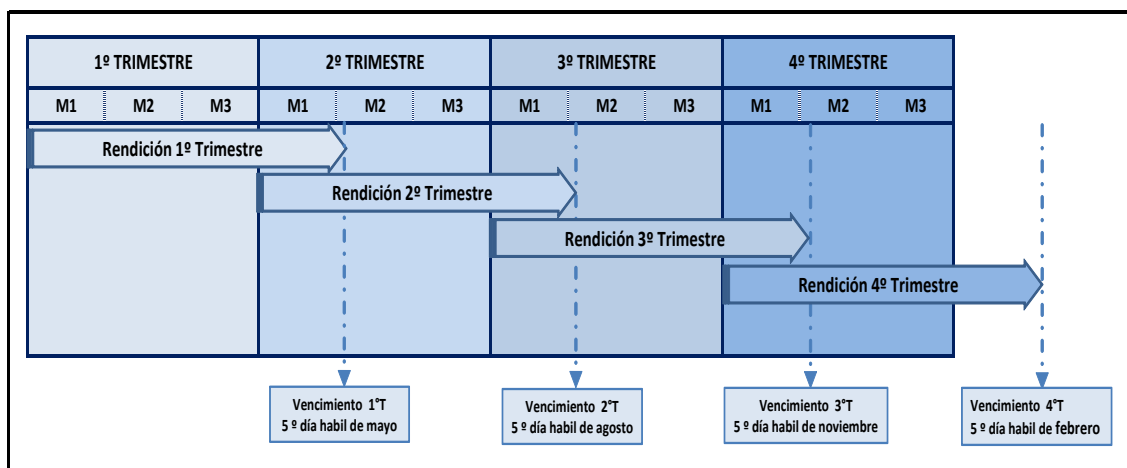 1º TRIMESTRE 2º TRIMESTRE 3º TRIMESTRE 4º TRIMESTRE
M1 M2 M3 M1 M2 M3 M1 M2 M3 M1 M2 M3
Rendición 1º Trimestre
Rendición 2º Trimestre
Rendición 3º Trimestre
Rendición 4º Trimestre
Vencimiento 1°T
5 º día habil de mayo
Vencimiento 2°T
5 º día habil de agosto
Vencimiento 3°T
5 º día habil de noviembre
Vencimiento 4°T
5 º día habil de febrero